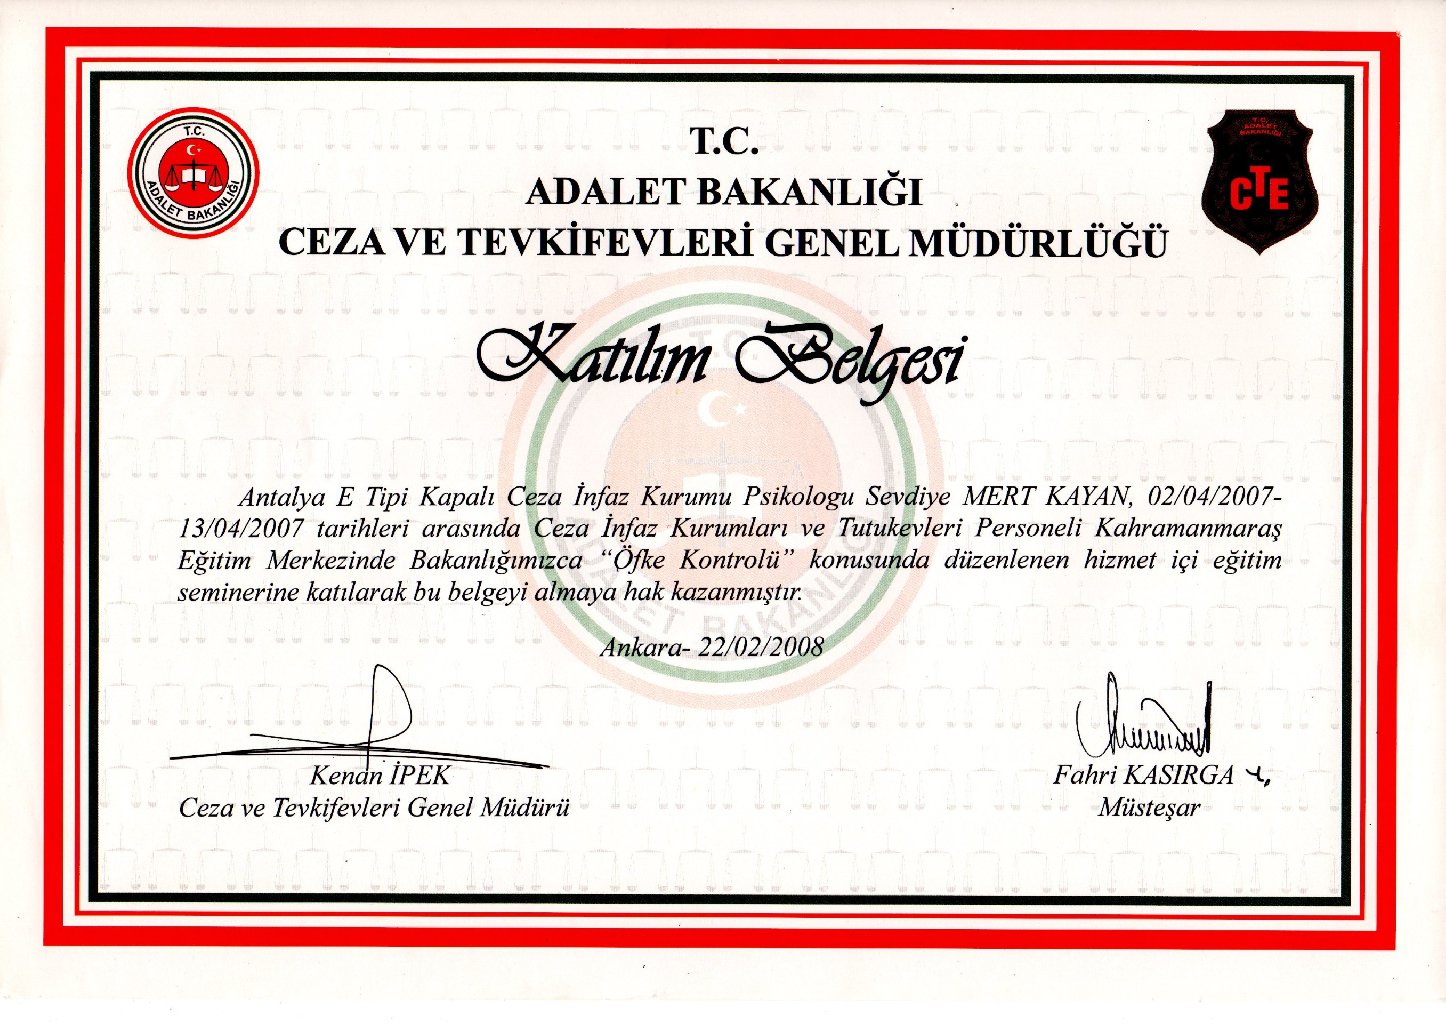 T.C.
ADALET BAKANLIĞI
T.C.
ADALET BAKANLIĞI
CEZA VE TEVKİFEVLERİ GENEL MÜDÜRLÜĞÜ
T.C.
ADALET
BAKANLIĞI
CTE
Katılım Belgesi
T.C.
ADALET BAKANLIĞI
Antalya E Tipi Kapalı Ceza İnfaz Kurumu Psikologu Sevdiye MERT KAYAN, 02/04/2007-
13/04/2007 tarihleri arasında Ceza İnfaz Kurumları ve Tutukevleri Personeli Kahramanmaraş
Eğitim Merkezinde Bakanlığımızca “Öfke Kontrolü” konusunda düzenlenen hizmet içi eğitim
seminerine katılarak bu belgeyi almaya hak kazanmıştır.
Ankara- 22/02/2008
Kenan İPEK
Ceza ve Tevkifevleri Genel Müdürü
Fahri KASIRGA
Müsteşar